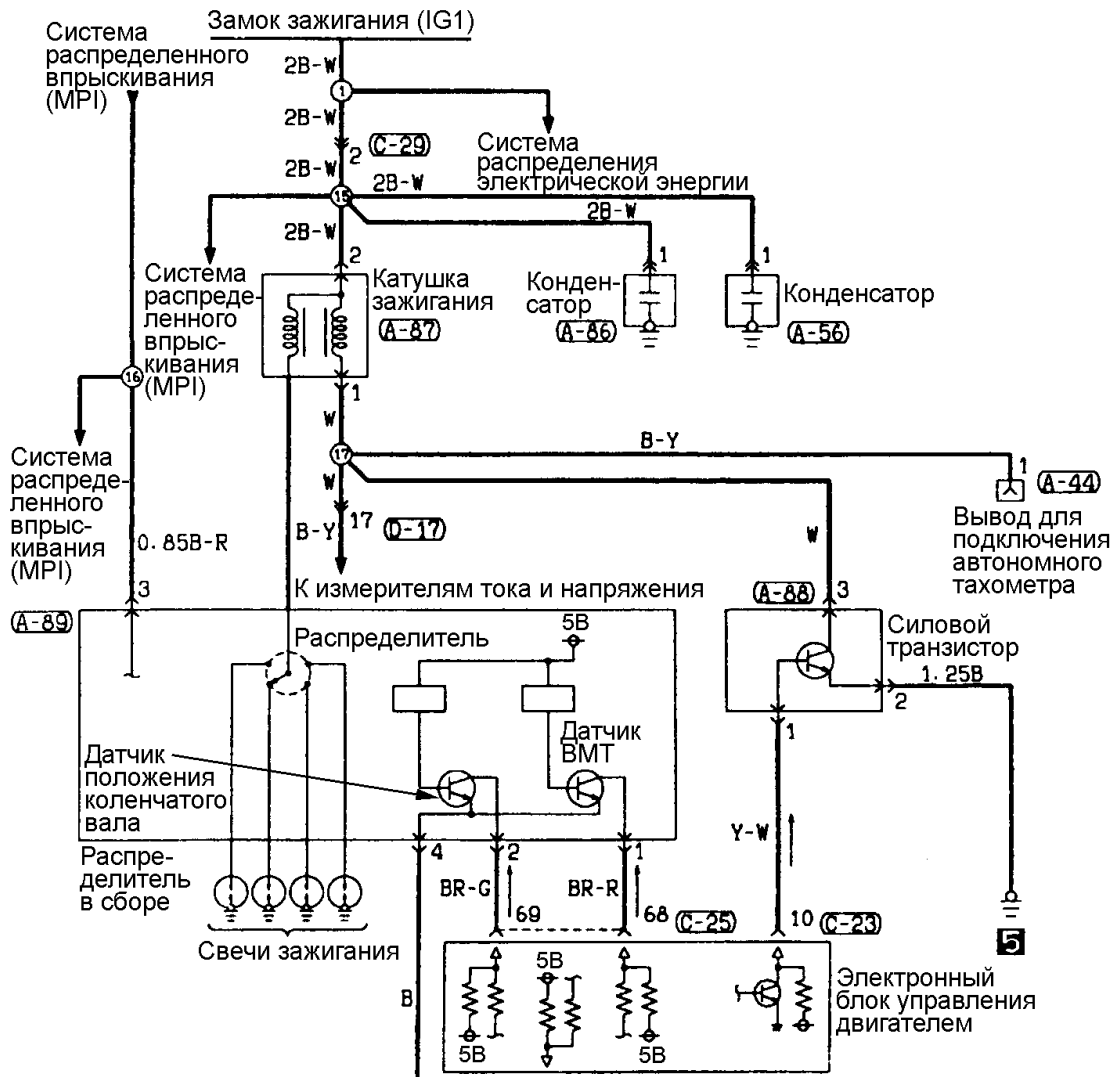 Замок зажигания (IG1)
Система
распределенного
впрыскивания
(MPI)
2B-W
1
2B-W
C-29
2
2B-W
Система
распределения
электрической энергии
15
2B-W
2B-W
2B-W
2
1
1
Система
распреде-
ленного
впрыс-
кивания
(MPI)
Катушка
зажигания
A-87
Конден-
сатор
A-86
Конденсатор
A-56
16
1
W
17
B-Y
1
A-44
Система
распреде-
ленного
впрыс-
кивания
(MPI)
W
B-Y
17
D-17
W
Вывод для
подключения
автономного
тахометра
0.85B-R
К измерителям тока и напряжения
3
A-89
A-88
3
Распределитель
5В
Силовой
транзистор
1.25B
2
1
Датчик
ВМТ
Датчик
положения
коленчатого
вала
Y-W
4
2
1
Распре-
делитель
в сборе
BR-G
BR-R
69
68
C-25
10
C-23
5
Свечи зажигания
B
5В
5В
5В
Электронный
блок управления
двигателем